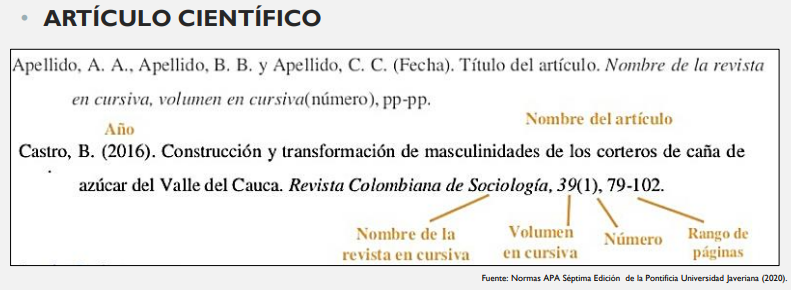 • ARTÍCULO CIENTÍFICO
Apellido, A. A., Apellido, B. B. y Apellido, C. C. (Fecha). Título del artículo. Nombre de la revista
en cursiva, volumen en cursiva(número), pp-pp.
Año
Nombre del artículo
Castro, B. (2016). Construcción y transformación de masculinidades de los corteros de caña de
azúcar del Valle del Cauca. Revista Colombiana de Sociología, 39(1), 79-102.
Nombre de la
revista en cursiva
Volumen
en cursiva
Número
Rango de
páginas
Fuente: Normas APA Séptima Edición de la Pontificia Universidad Javeriana (2020).